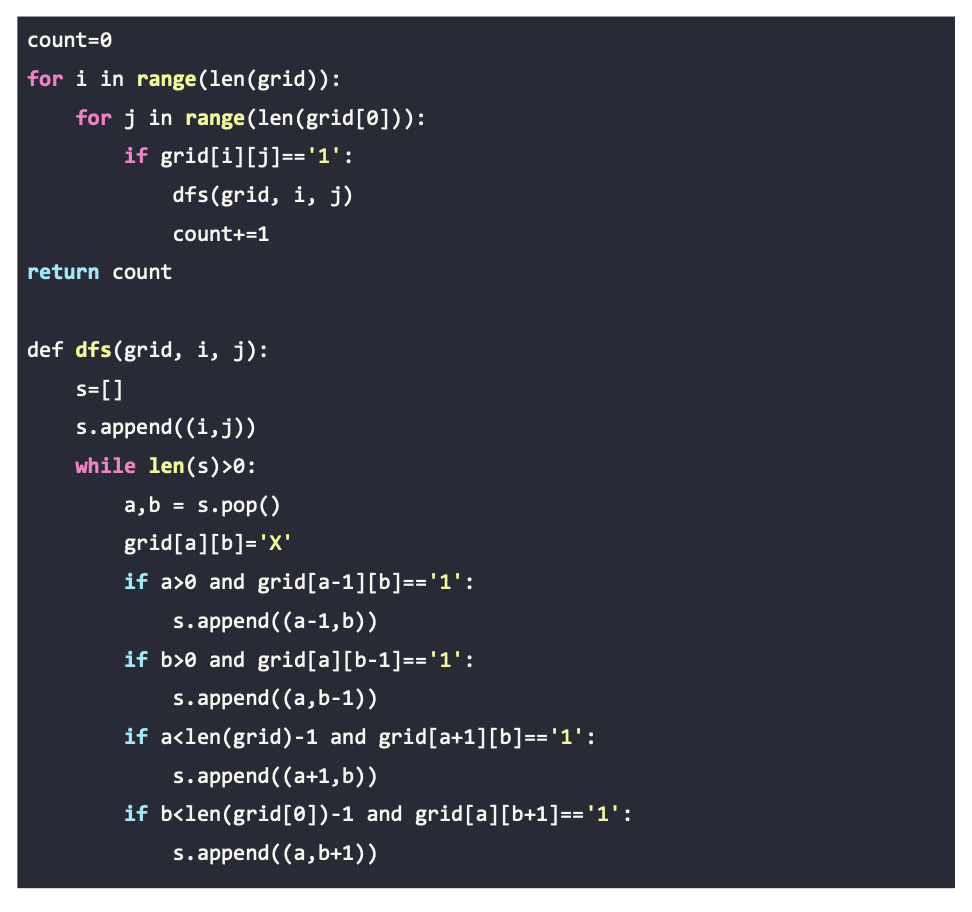 count=0
for i in range(len(grid)):
    for j in range(len(grid[0])):
        if grid[i][j]=='1':
            dfs(grid, i, j)
            count+=1
return count

def dfs(grid, i, j):
    s=[]
    s.append((i,j))
    while len(s)>0:
        a,b = s.pop()
        grid[a][b]='X'
        if a>0 and grid[a-1][b]=='1':
            s.append((a-1,b))
        if b>0 and grid[a][b-1]=='1':
            s.append((a,b-1))
        if a<len(grid)-1 and grid[a+1][b]=='1':
            s.append((a+1,b))
        if b<len(grid[0])-1 and grid[a][b+1]=='1':
            s.append((a,b+1))